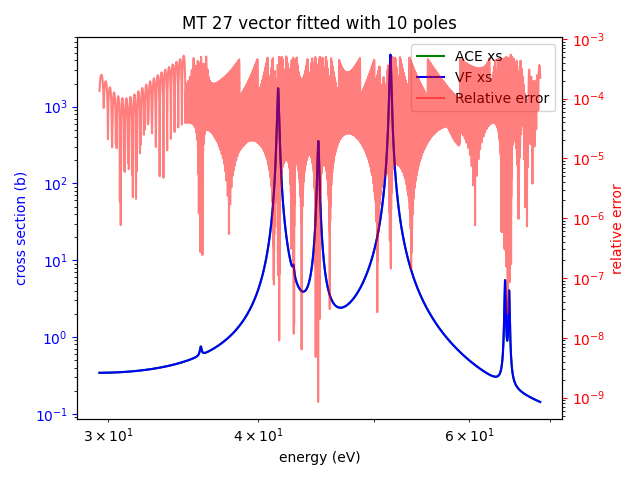 MT 27 vector fitted with 10 poles
ACE xs
VF xs
Relative error
cross section (b)
10³
10²
10¹
10⁰
10⁻¹
relative error
10⁻³
10⁻⁴
10⁻⁵
10⁻⁶
10⁻⁷
10⁻⁸
10⁻⁹
3 × 10¹
4 × 10¹
6 × 10¹
energy (eV)